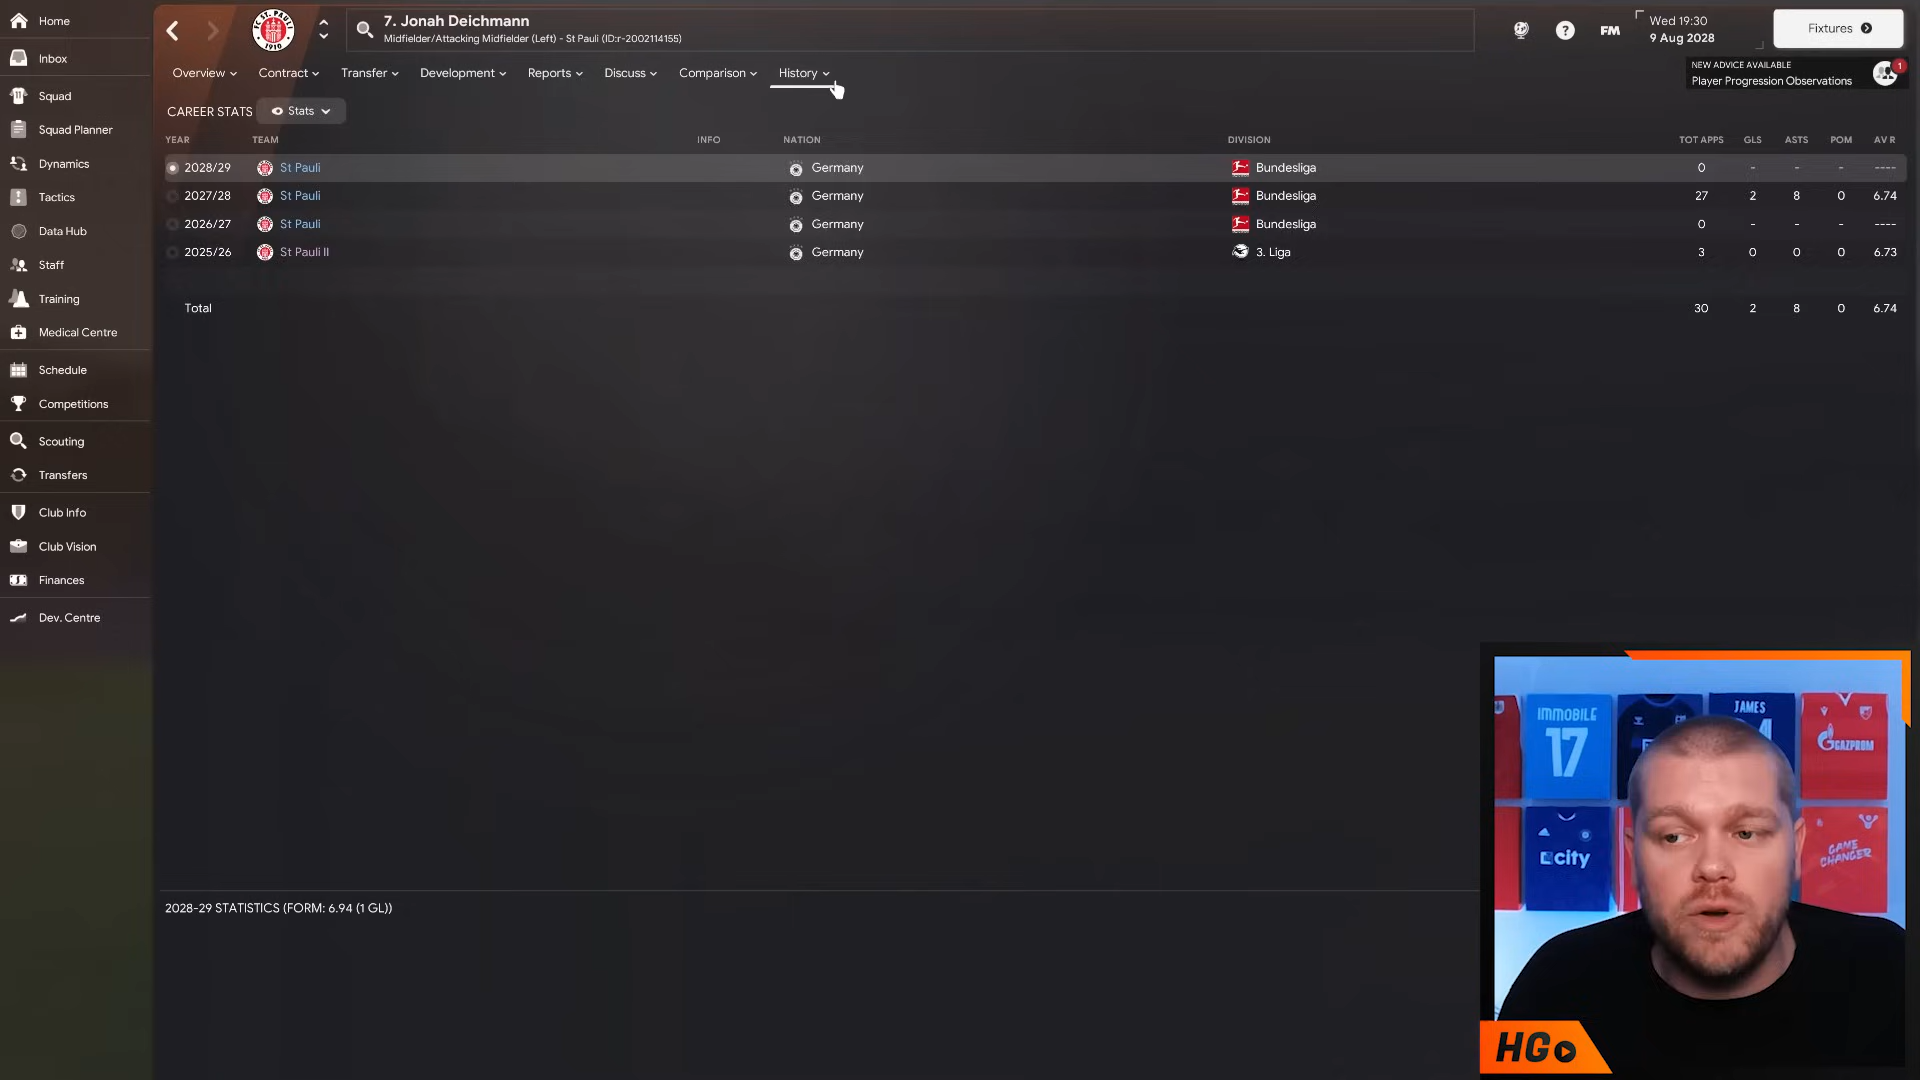 Home
Inbox
Squad
Squad Planner
Dynamics
Tactics
Data Hub
Staff
Training
Medical Centre
Schedule
Competitions
Scouting
Transfers
Club Info
Club Vision
Finances
Dev. Centre
7. Jonah Deichmann
Midfielder/Attacking Midfielder (Left) - St Pauli (ID:r-2002114155)
FM
Wed 19:30
9 Aug 2028
Fixtures
Overview Contract Transfer Development Reports Discuss Comparison History
NEW ADVICE AVAILABLE
Player Progression Observations
1
CAREER STATS Stats
YEAR TEAM INFO NATION DIVISION TOT APPS GLS ASTS POM AV R
2028/29 St Pauli Germany Bundesliga 0 - - - ----
2027/28 St Pauli Germany Bundesliga 27 2 8 0 6.74
2026/27 St Pauli Germany Bundesliga 0 - - - ----
2025/26 St Pauli II Germany 3. Liga 3 0 0 0 6.73
Total 30 2 8 0 6.74
2028-29 STATISTICS (FORM: 6.94 (1 GL))
IMMOBILE
17
JAMES
GAZPROM
city
GAME
CHANGER
HG